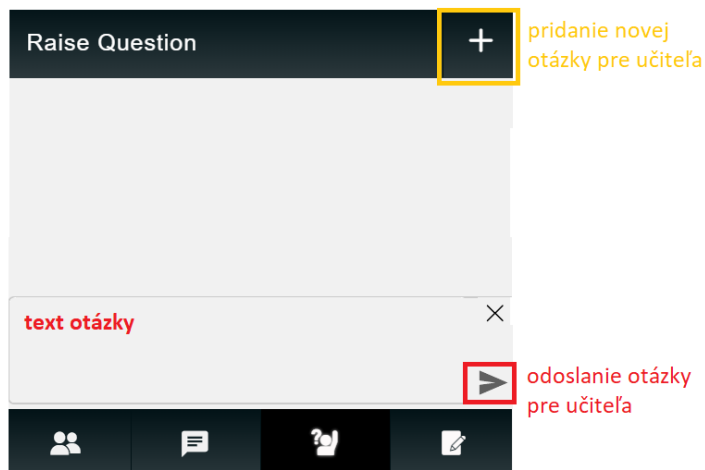 Raise Question
pridanie novej
otázky pre učiteľa
text otázky
odoslanie otázky
pre učiteľa